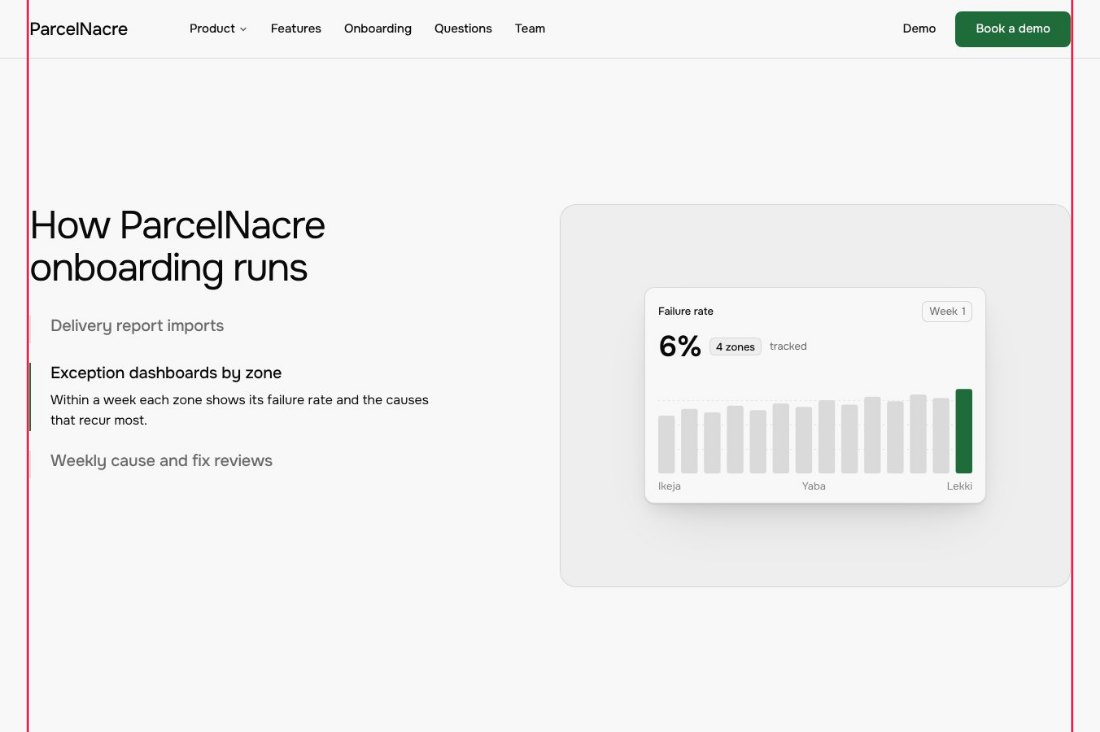 ParcelNacre
Product
Features
Onboarding
Questions
Team
Demo
Book a demo
How ParcelNacre
onboarding runs
Delivery report imports
Exception dashboards by zone
Within a week each zone shows its failure rate and the causes
that recur most.
Weekly cause and fix reviews
Failure rate
Week 1
6%
4 zones
tracked
Ikeja
Yaba
Lekki